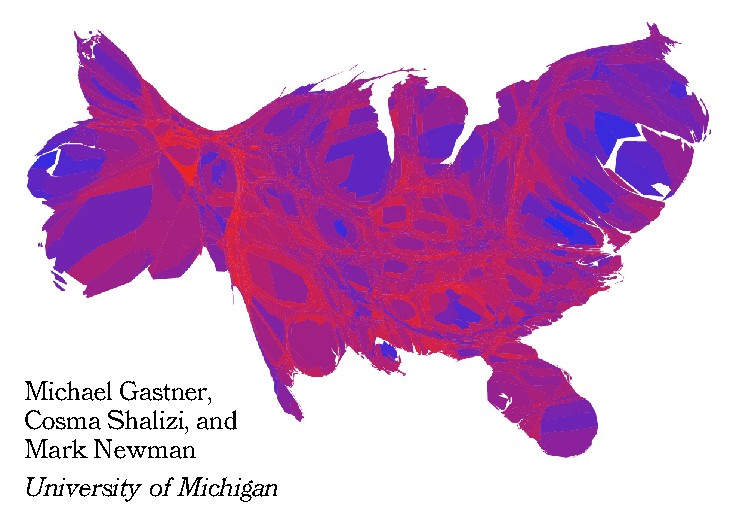 Michael Gastner,
Cosma Shalizi, and
Mark Newman
University of Michigan